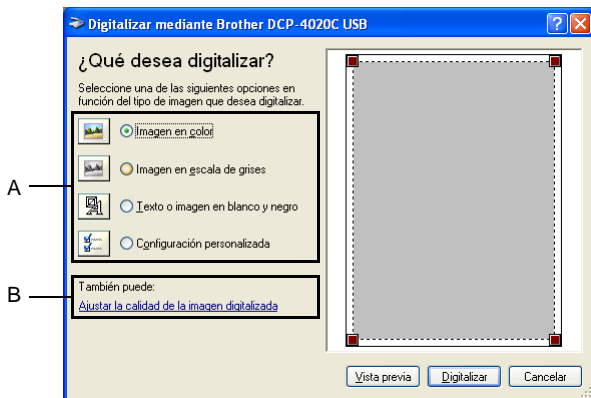 Digitalizar mediante Brother DCP-4020C USB
¿Qué desea digitalizar?
Seleccione una de las siguientes opciones en
función del tipo de imagen que desea digitalizar.
A
Imagen en color
Imagen en escala de grises
Texto o imagen en blanco y negro
Configuración personalizada
B
También puede:
Ajustar la calidad de la imagen digitalizada
Vista previa
Digitalizar
Cancelar